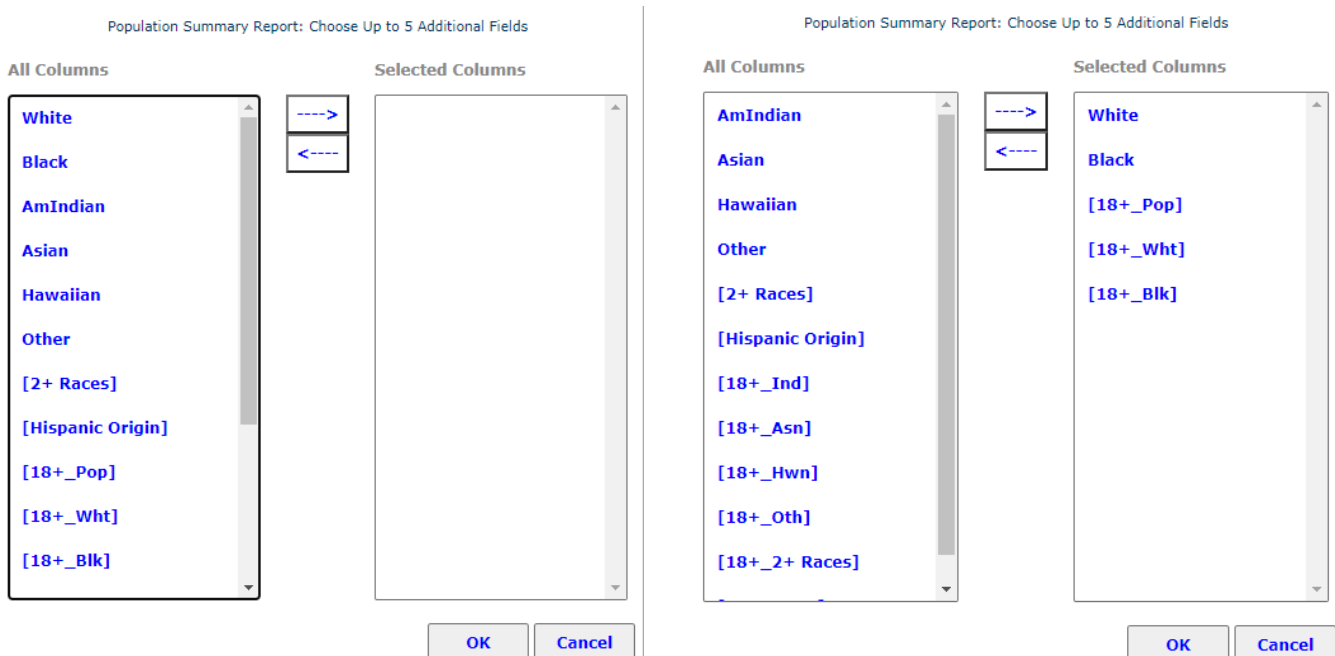 Population Summary Report: Choose Up to 5 Additional Fields
All Columns
Selected Columns
White
Black
AmIndian
Asian
Hawaiian
Other
[2+ Races]
[Hispanic Origin]
[18+_Pop]
[18+_Wht]
[18+_Blk]
---->
<----
OK
Cancel
Population Summary Report: Choose Up to 5 Additional Fields
All Columns
Selected Columns
AmIndian
Asian
Hawaiian
Other
[2+ Races]
[Hispanic Origin]
[18+_Ind]
[18+_Asn]
[18+_Hwn]
[18+_Oth]
[18+_2+ Races]
---->
<----
White
Black
[18+_Pop]
[18+_Wht]
[18+_Blk]
OK
Cancel